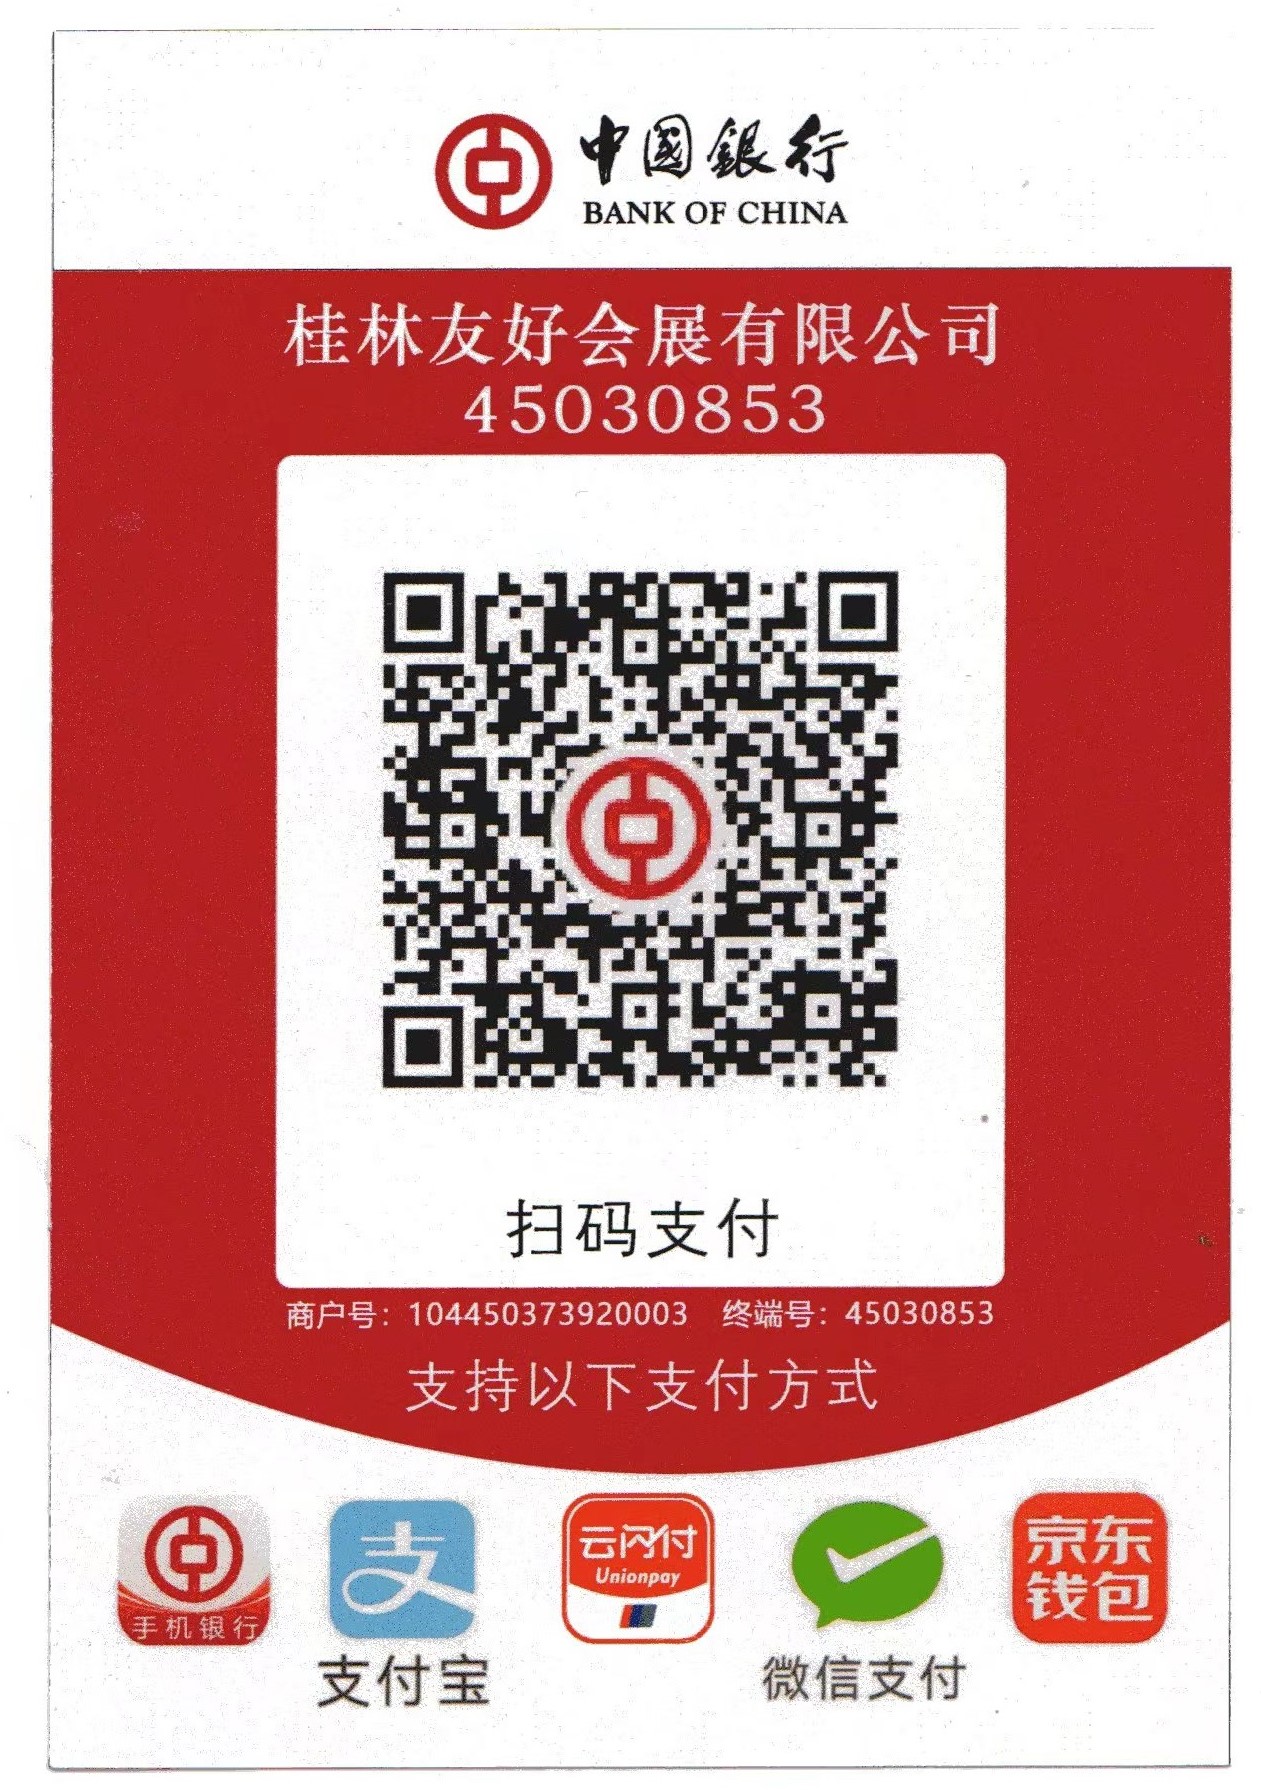 中國銀行
BANK OF CHINA
桂林友好会展有限公司
45030853
扫码支付
商户号：104450373920003 终端号：45030853
支持以下支付方式
手机银行
支
云闪付
Unionpay
京东
钱包
支付宝
微信支付